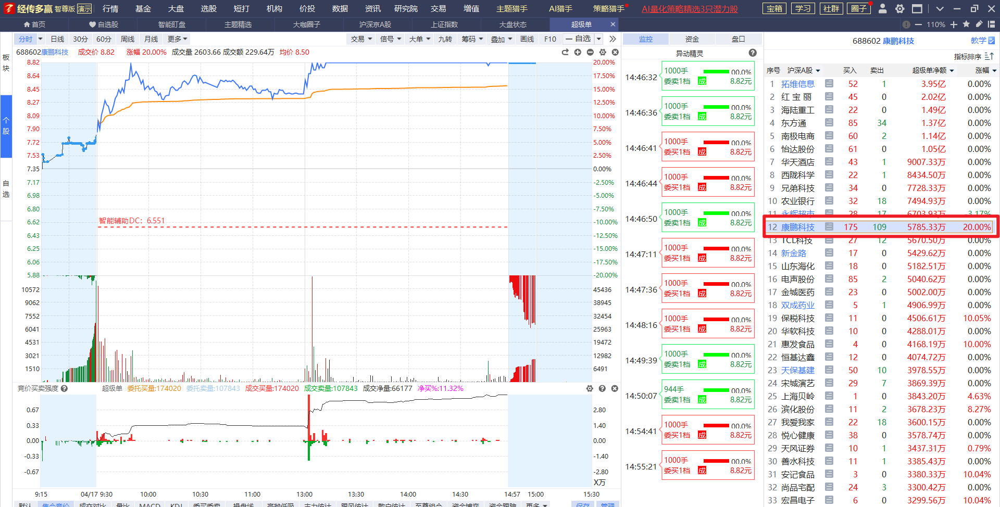 经传多赢 智尊版 演示 行情 基金 大盘 选股 短打 机构 价投 数据 资讯 研究院 交易 增值 主题猎手 AI猎手 策略猎手 AI量化策略精选3只潜力股 宝箱 学习 社群 圈子
首页 自选股 智能盯盘 主题精选 大咖圈子 沪深京A股 上证指数 大盘状态 超级单 110%
板块
个股
自选
分时 日线 30分 60分 周线 月线 更多 交易 信号 大单 九转 筹码 叠加 画线 F10 自选
688602康鹏科技 成交价 8.82 涨幅 20.00% 成交量 2603.66 成交额 229.64万 均价 8.50
8.82 20.00%
8.64 17.50%
8.45 15.00%
8.27 12.50%
8.09 10.00%
7.90 7.50%
7.72 5.00%
7.53 2.50%
7.35 0.00%
7.17 -2.50%
6.98 -5.00%
6.80 -7.50%
6.62 -10.00%
6.43 -12.50%
6.25 -15.00%
6.06 -17.50%
5.88 -20.00%
智能辅助DC: 6.551
10572 45436
9062 38945
7552 32454
6041 25963
4531 19472
3021 12982
1510 6491
竞价买卖强度 超级单 委托买量:174020 委托卖量:107843 成交买量:174020 成交卖量:107843 成交净量:66177 净买%:11.32%
0.67 2.80
0.33 1.40
0.00 0.00
-0.33 -1.40
-0.67 -2.80
X万
9:15 04/17 9:30 10:00 10:30 11:00 13:00 13:30 14:00 14:30 14:57 15:00 15:30
默认 集合竞价 成交对比 量比 MACD KDJ 委买委卖 操盘线 高抛低吸 主力统计 跟风统计 散户统计 至尊组合 资金博弈 资金跟踪 更多 保存 管理
监控 资金 盘口
异动精灵
14:46:32 1000手 00.0% 委卖1档 成 8.82元
14:46:36 1000手 00.0% 委卖1档 成 8.82元
14:46:41 1000手 00.0% 委买1档 成 8.82元
14:46:44 1000手 00.0% 委买1档 成 8.82元
14:46:50 1000手 00.0% 委卖1档 成 8.82元
14:47:11 1000手 00.0% 委买1档 成 8.82元
14:47:36 1000手 00.0% 委买1档 成 8.82元
14:48:16 1000手 00.0% 委买1档 成 8.82元
14:49:39 1000手 00.0% 委卖1档 成 8.82元
14:50:07 944手 00.0% 委卖1档 成 8.82元
14:54:41 1000手 00.0% 委买1档 成 8.82元
14:55:21 1000手 00.0% 委买1档 成 8.82元
688602 康鹏科技 教学
指标排序
序号 沪深A股 买入 卖出 超级单净额 涨幅
1 拓维信息 52 1 3.95亿 0.00%
2 红宝丽 45 0 2.02亿 0.00%
3 海陆重工 22 0 1.49亿 0.00%
4 东方通 85 34 1.37亿 0.00%
5 南极电商 60 2 1.14亿 0.00%
6 怡达股份 61 0 1.05亿 0.00%
7 华天酒店 43 1 9007.33万 0.00%
8 西陇科学 22 1 8434.50万 0.00%
9 兄弟科技 34 0 7728.33万 0.00%
10 农业银行 32 18 7494.93万 0.00%
11 永辉超市 28 17 6703.93万 -3.17%
12 康鹏科技 175 109 5785.33万 20.00%
13 TCL科技 27 12 5670.50万 0.00%
14 新金路 17 0 5429.62万 0.00%
15 山东海化 18 0 5182.51万 0.00%
16 电声股份 85 2 5040.62万 0.00%
17 金城医药 23 0 5002.00万 0.00%
18 双成药业 5 1 4906.99万 0.00%
19 保税科技 11 0 4506.61万 10.05%
20 华软科技 10 0 4288.01万 0.00%
21 惠发食品 4 0 4168.19万 10.00%
22 恒基达鑫 12 0 4074.72万 0.00%
23 天保基建 50 10 3978.55万 0.00%
24 宋城演艺 29 7 3869.39万 0.00%
25 上海贝岭 1 0 3843.20万 4.63%
26 滨化股份 11 2 3678.23万 8.27%
27 我爱我家 22 18 3600.15万 0.00%
28 悦心健康 38 0 3578.74万 0.00%
29 天风证券 10 1 3437.31万 0.79%
30 善水科技 11 1 3385.43万 0.00%
31 安记食品 3 0 3380.33万 10.04%
32 尚品宅配 24 3 3300.42万 0.00%
33 宏昌电子 6 0 3299.56万 10.04%